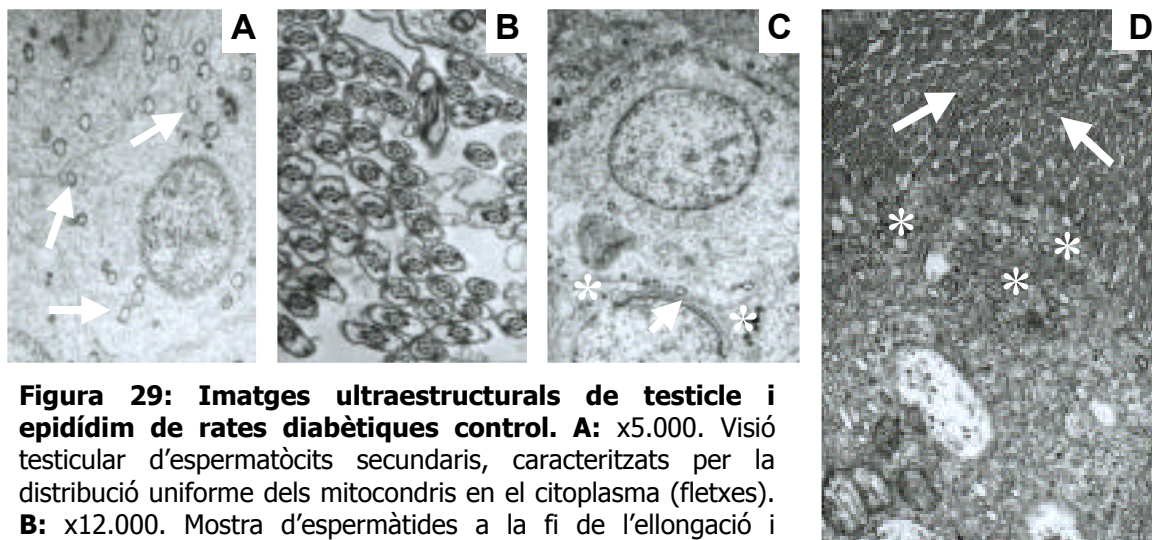 A
B
C
D
Figura 29: Imatges ultraestructurals de testicle i
epidídim de rates diabètiques control. A: x5.000. Visió
testicular d'espermatòcits secundaris, caracteritzats per la
distribució uniforme dels mitocondris en el citoplasma (fletxes).
B: x12.000. Mostra d'espermàtides a la fi de l'ellongació i